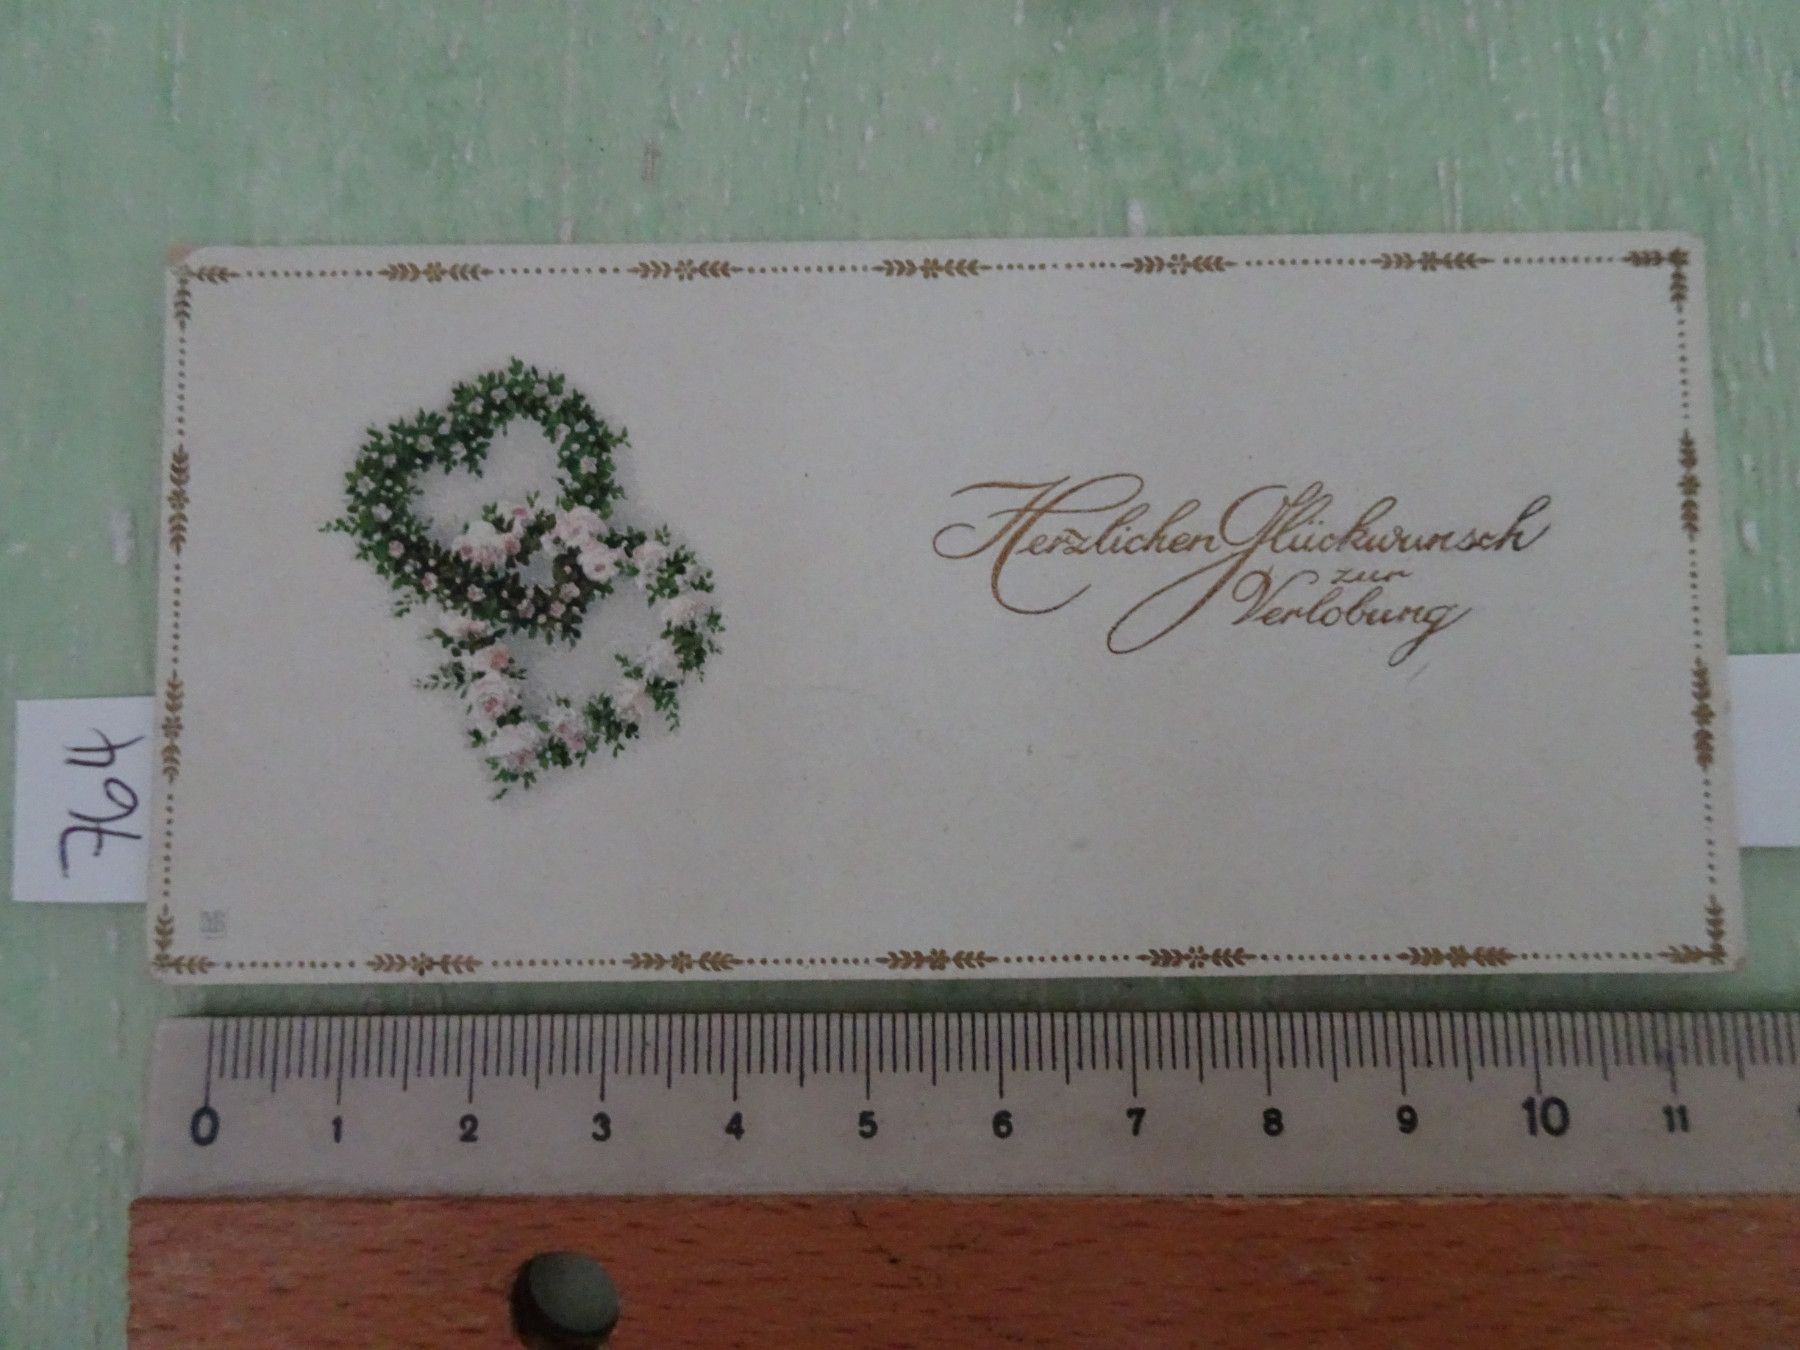 Herzlichen Glückwunsch
zur
Verlobung
764
0 1 2 3 4 5 6 7 8 9 10 11